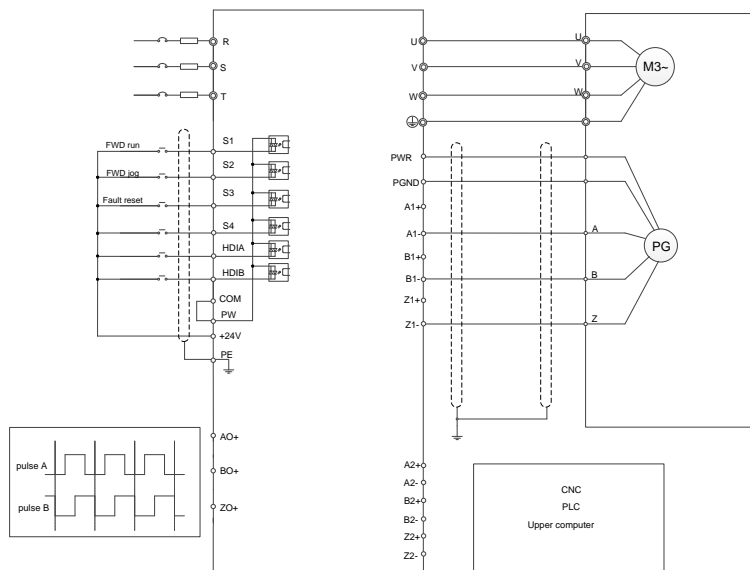 R
S
T
FWD run
FWD jog
Fault reset
S1
S2
S3
S4
HDIA
HDIB
COM
PW
+24V
PE
pulse A
pulse B
AO+
BO+
ZO+
U
V
W
PWR
PGND
A1+
A1-
B1+
B1-
Z1+
Z1-
A2+
A2-
B2+
B2-
Z2+
Z2-
U
V
W
M3~
A
B
Z
PG
CNC
PLC
Upper computer